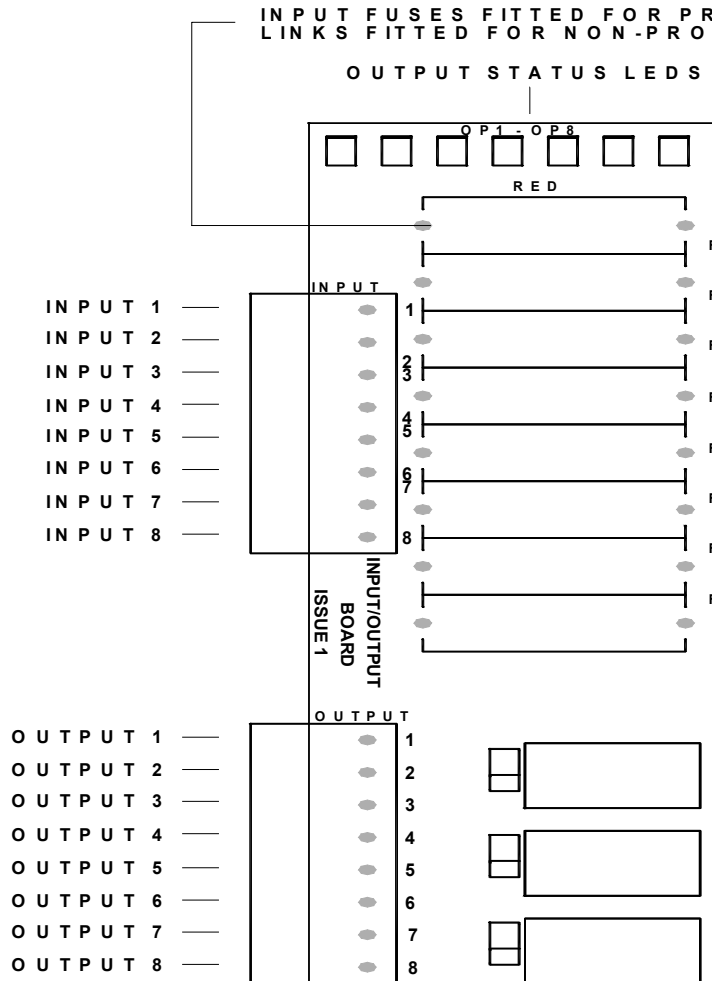 INPUT FUSES FITTED FOR PR
LINKS FITTED FOR NON-PRO
OUTPUT STATUS LEDS
OP1 - OP8
RED
INPUT
INPUT 1
INPUT 2
INPUT 3
INPUT 4
INPUT 5
INPUT 6
INPUT 7
INPUT 8
1
2
3
4
5
6
7
8
INPUT/OUTPUT
BOARD
ISSUE 1
OUTPUT
OUTPUT 1
OUTPUT 2
OUTPUT 3
OUTPUT 4
OUTPUT 5
OUTPUT 6
OUTPUT 7
OUTPUT 8
1
2
3
4
5
6
7
8